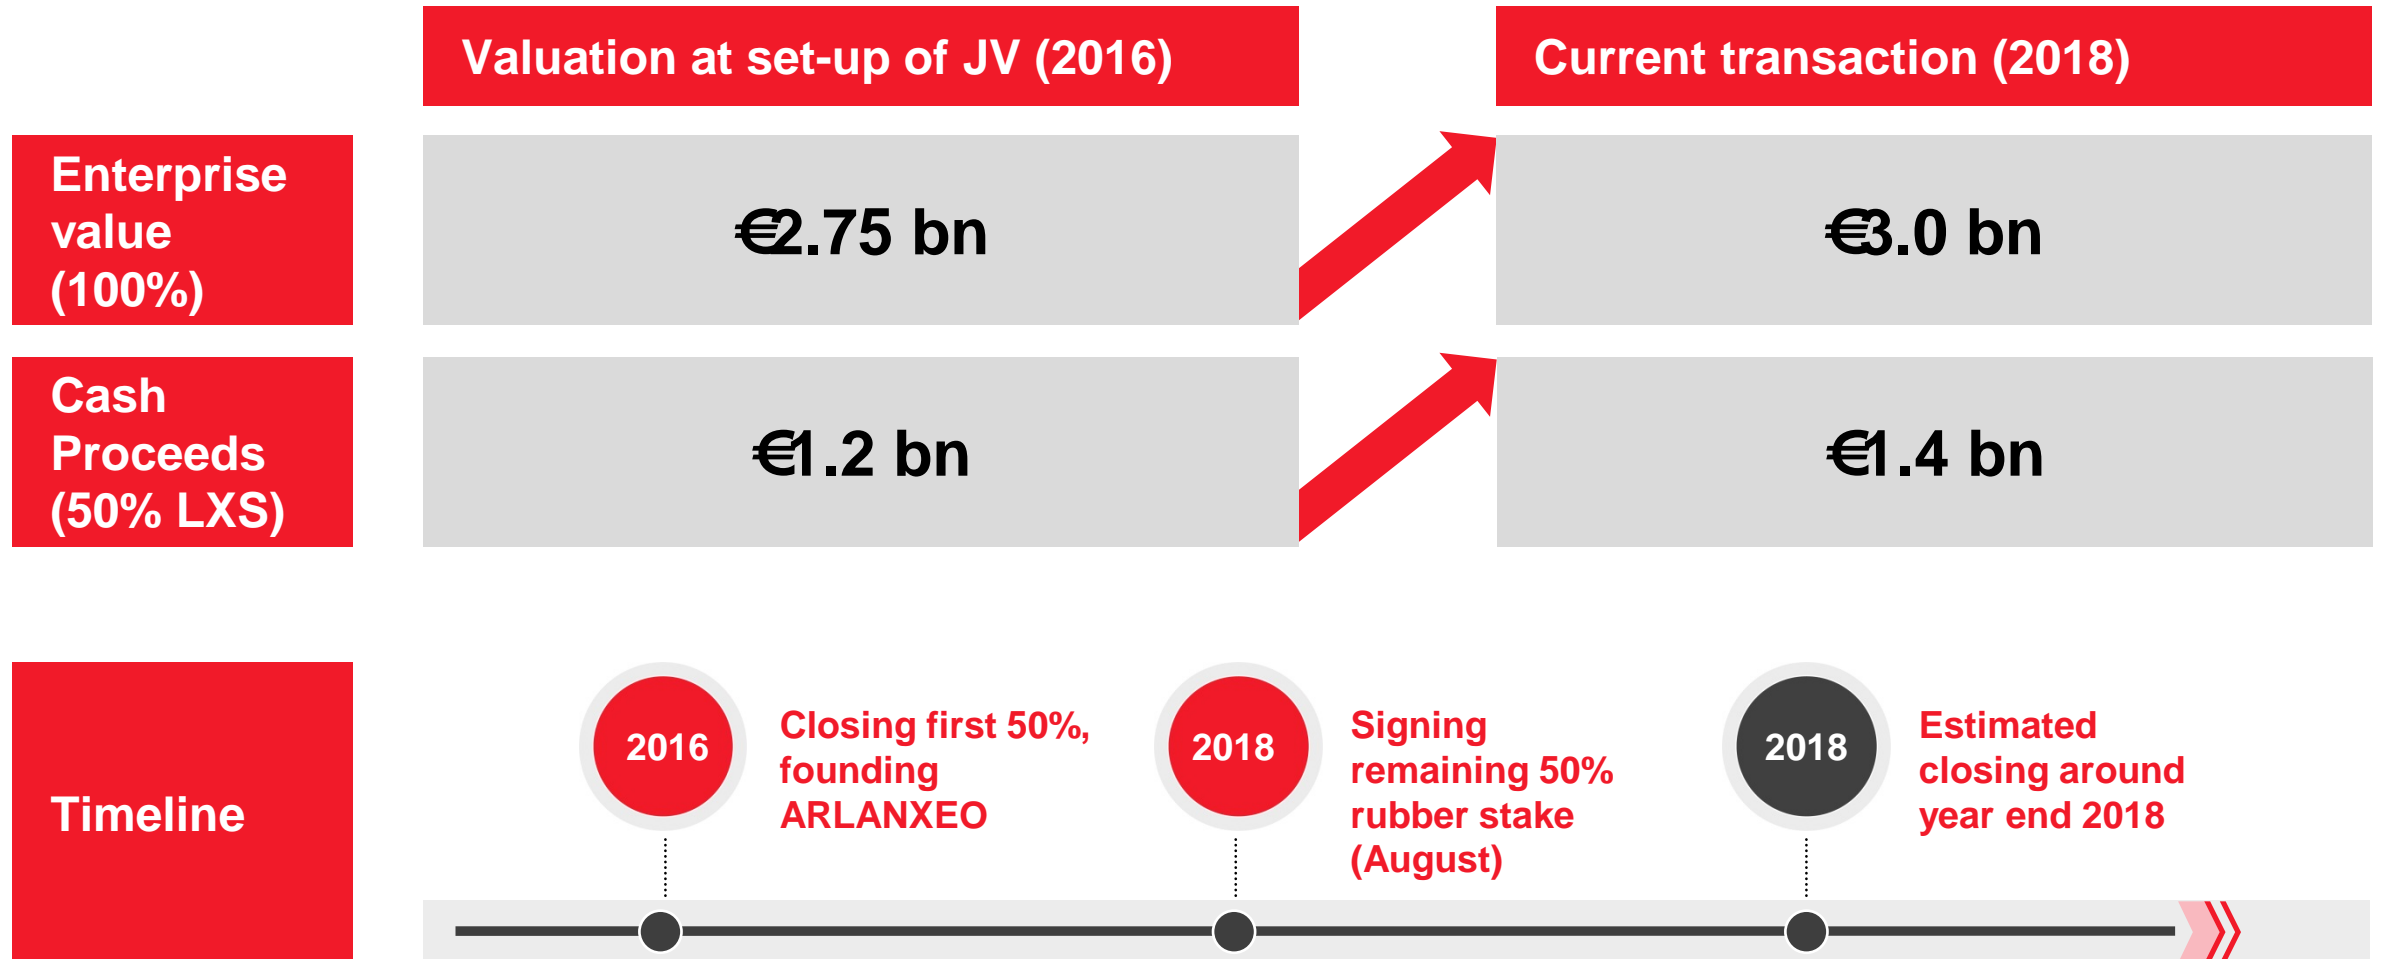 Valuation at set-up of JV (2016)
Current transaction (2018)
Enterprise
value
(100%)
€2.75 bn
€3.0 bn
Cash
Proceeds
(50% LXS)
€1.2 bn
€1.4 bn
Timeline
2016
Closing first 50%,
founding
ARLANXEO
2018
Signing
remaining 50%
rubber stake
(August)
2018
Estimated
closing around
year end 2018